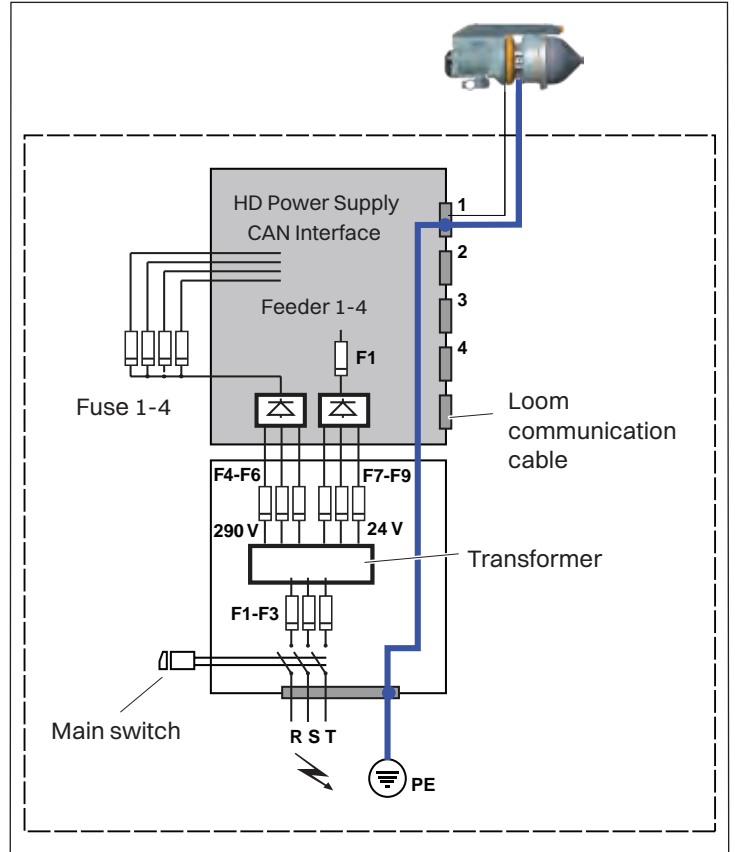 HD Power Supply
CAN Interface
1
2
3
4
Feeder 1-4
F1
Fuse 1-4
Loom
communication
cable
F4-F6
F7-F9
290 V
24 V
Transformer
F1-F3
Main switch
R S T
PE